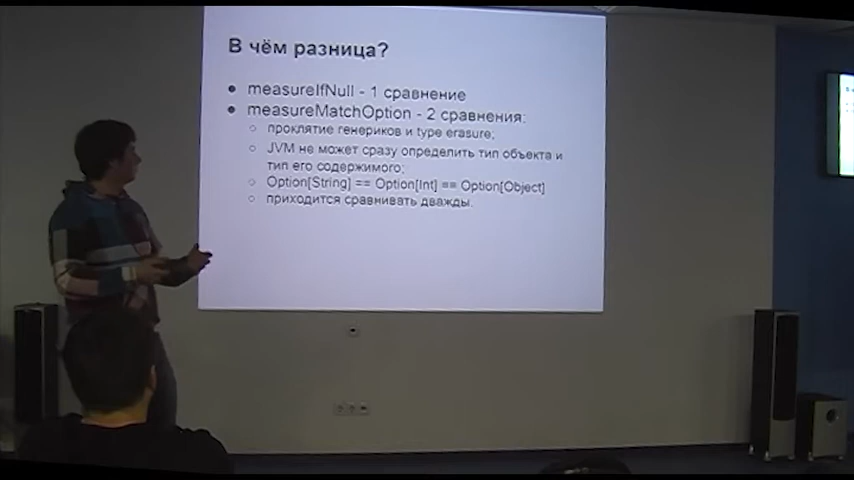 В чём разница?
measureIfNull - 1 сравнение
measureMatchOption - 2 сравнения:
проклятие генериков и type erasure;
JVM не может сразу определить тип объекта и
тип его содержимого;
Option[String] == Option[Int] == Option[Object]
приходится сравнивать дважды.